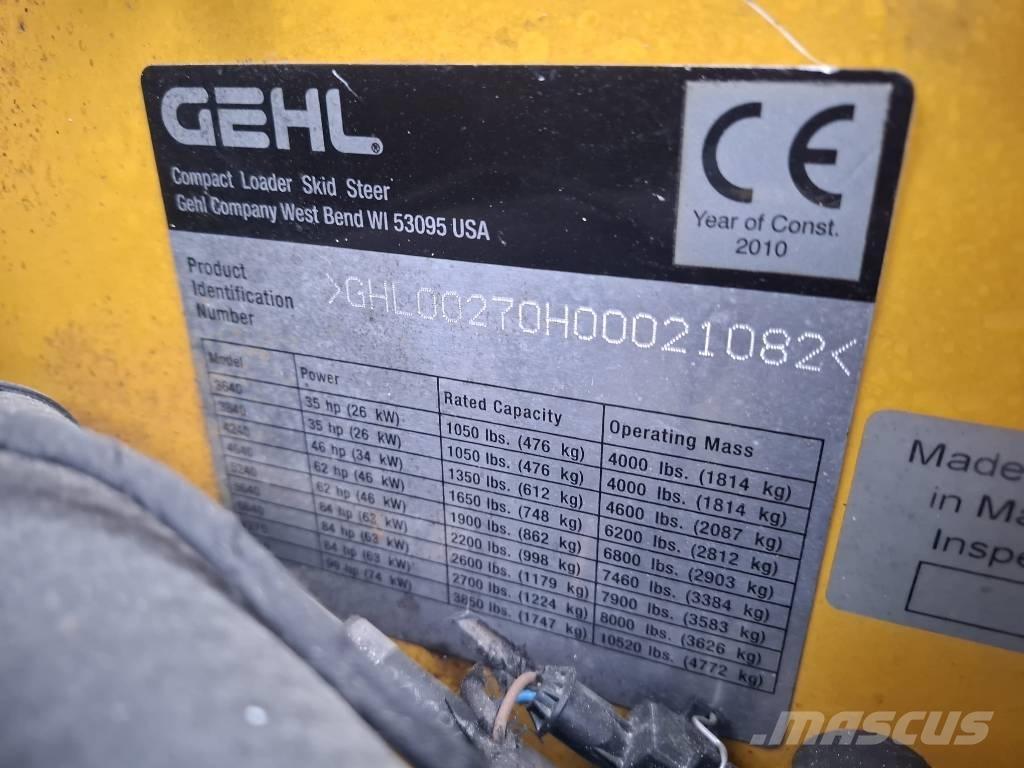 GEHL®
Compact Loader Skid Steer
Gehl Company West Bend WI 53095 USA
CE
Year of Const.
2010
Product
Identification
Number
>GHL00270H00021082<
Model Power Rated Capacity Operating Mass
3640 35 hp (26 kW) 1050 lbs. (476 kg) 4000 lbs. (1814 kg)
3840 35 hp (26 kW) 1050 lbs. (476 kg) 4000 lbs. (1814 kg)
4240 46 hp (34 kW) 1350 lbs. (612 kg) 4600 lbs. (2087 kg)
4640 62 hp (46 kW) 1650 lbs. (748 kg) 6200 lbs. (2812 kg)
5240 62 hp (46 kW) 1900 lbs. (862 kg) 6800 lbs. (2903 kg)
5640 84 hp (63 kW) 2200 lbs. (998 kg) 7460 lbs. (3384 kg)
84 hp (63 kW) 2600 lbs. (1179 kg) 7900 lbs. (3583 kg)
84 hp (63 kW) 2700 lbs. (1224 kg) 8000 lbs. (3626 kg)
99 hp (74 kW) 3850 lbs. (1747 kg) 10520 lbs. (4772 kg)
Made
in Ma
Inspe
MASCUS